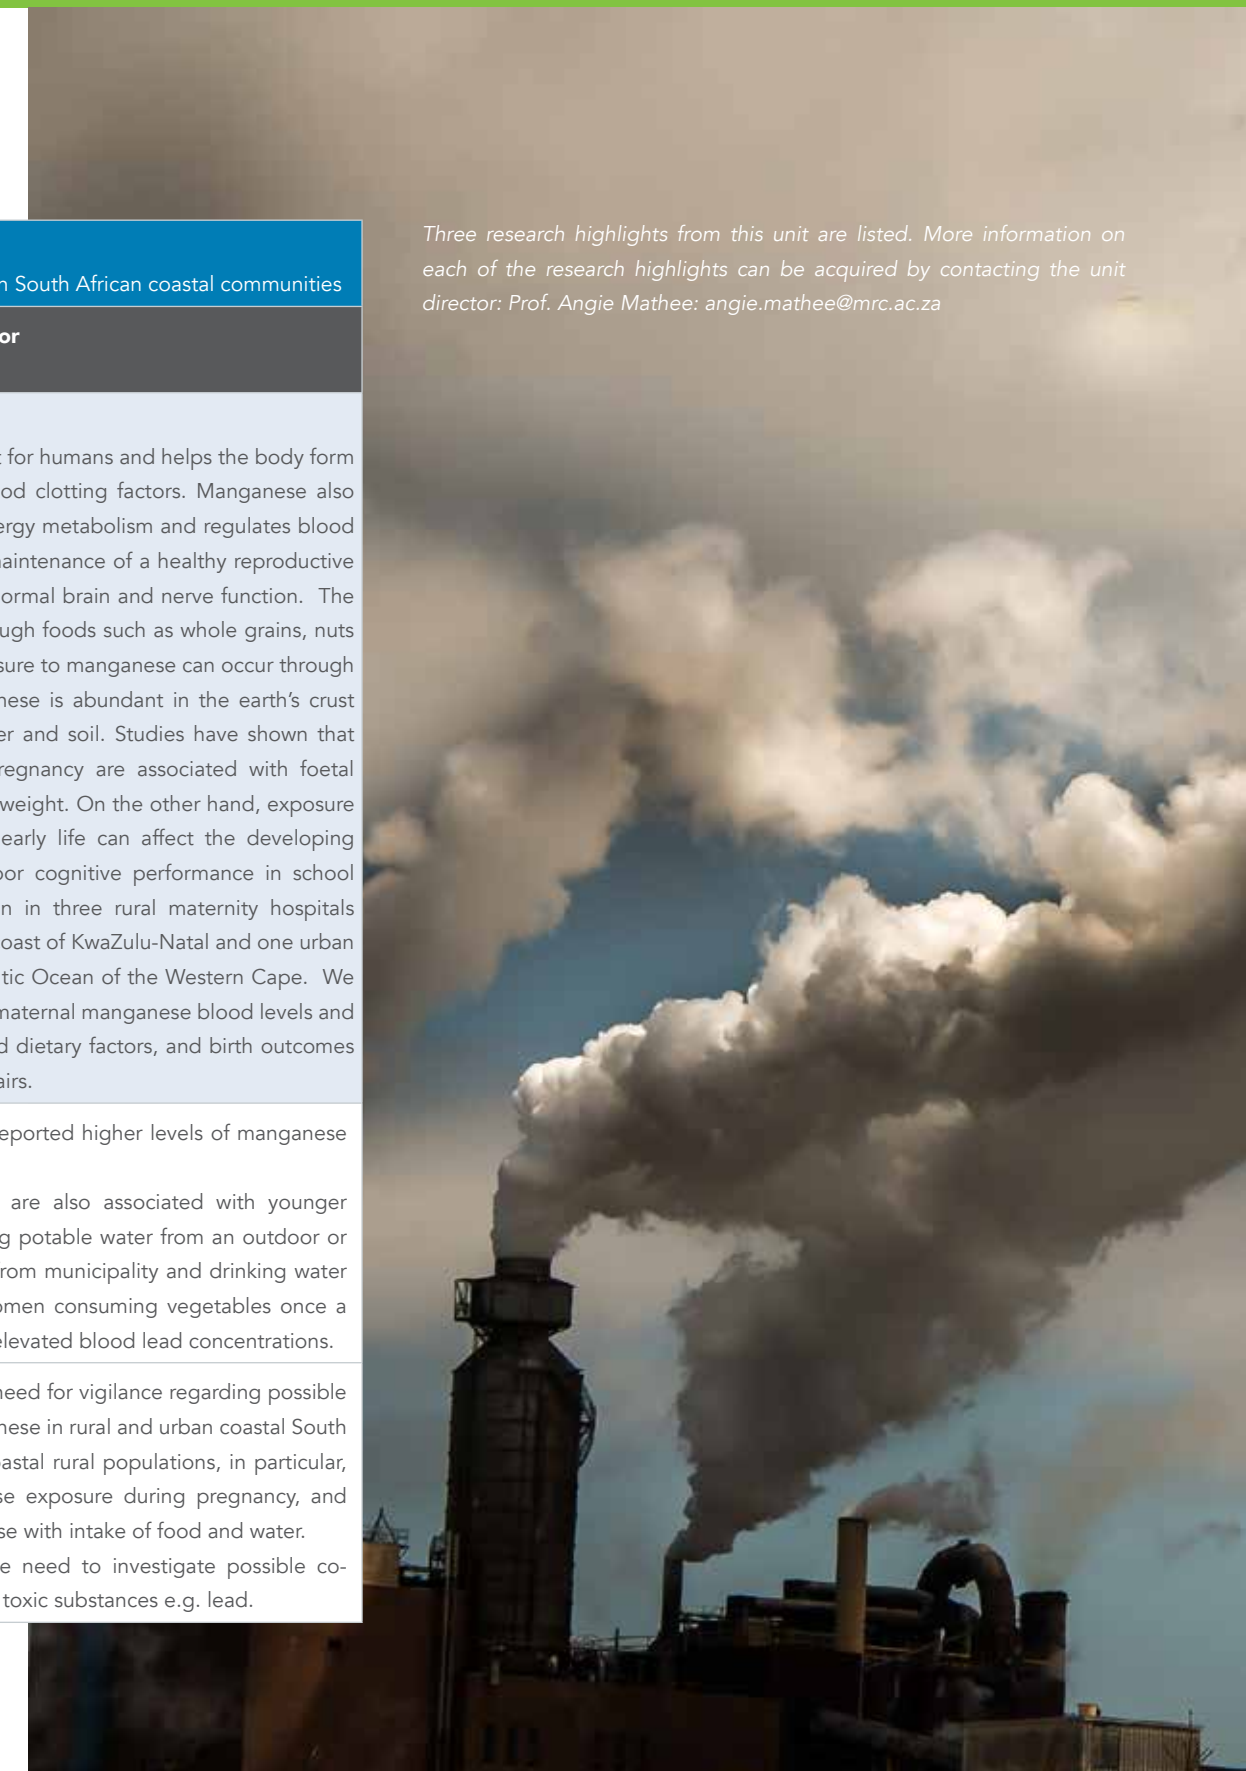 n South African coastal communities
or
t for humans and helps the body form
od clotting factors. Manganese also
ergy metabolism and regulates blood
naintenance of a healthy reproductive
ormal brain and nerve function. The
ugh foods such as whole grains, nuts
sure to manganese can occur through
nese is abundant in the earth's crust
er and soil. Studies have shown that
regnancy are associated with foetal
weight. On the other hand, exposure
early life can affect the developing
oor cognitive performance in school
n in three rural maternity hospitals
oast of KwaZulu-Natal and one urban
tic Ocean of the Western Cape. We
maternal manganese blood levels and
d dietary factors, and birth outcomes
airs.
eported higher levels of manganese
are also associated with younger
g potable water from an outdoor or
rom municipality and drinking water
omen consuming vegetables once a
elevated blood lead concentrations.
need for vigilance regarding possible
nese in rural and urban coastal South
oastal rural populations, in particular,
se exposure during pregnancy, and
se with intake of food and water.
e need to investigate possible co-
toxic substances e.g. lead.
Three research highlights from this unit are listed. More information on
each of the research highlights can be acquired by contacting the unit
director: Prof. Angie Mathee: angie.mathee@mrc.ac.za